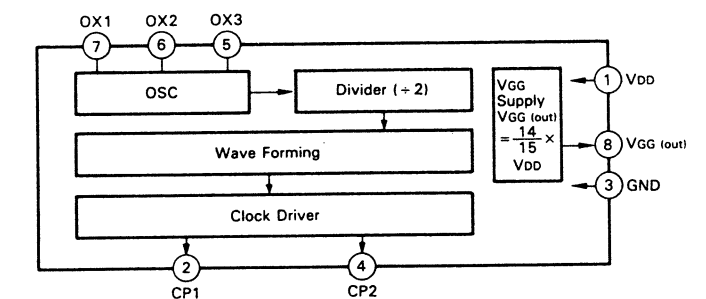 OX1 OX2 OX3
7 6 5
OSC
Divider (÷2)
Wave Forming
Clock Driver
VGG
Supply
VGG (out)
= 14/15 ×
VDD
1 VDD
8 VGG (out)
3 GND
2 4
CP1 CP2